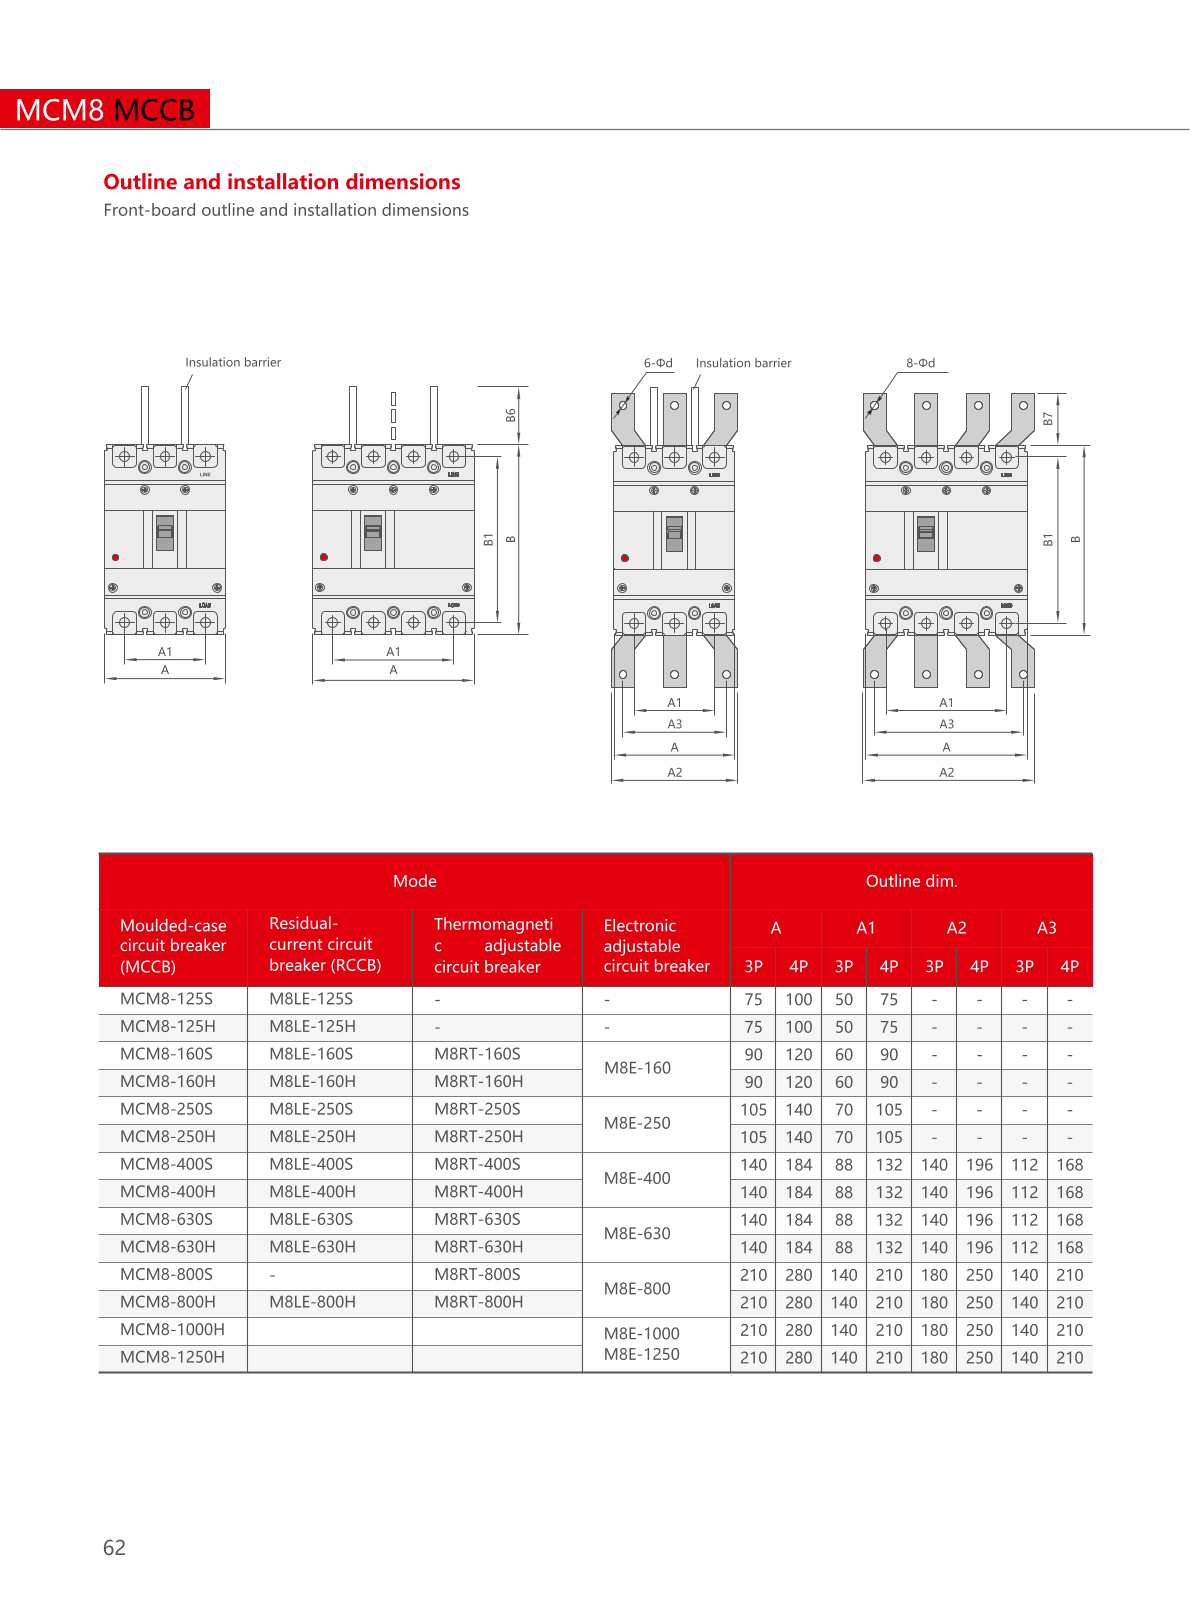 MCM8 MCCB
Outline and installation dimensions
Front-board outline and installation dimensions
Insulation barrier
6-Φd Insulation barrier 8-Φd
B6
B7
LINE
B1 B
B1 B
LOAD
A1
A
A1
A
A1
A3
A
A2
A1
A3
A
A2
Mode Outline dim.
Moulded-case circuit breaker (MCCB) Residual-current circuit breaker (RCCB) Thermomagnetic adjustable circuit breaker Electronic adjustable circuit breaker A A1 A2 A3
3P 4P 3P 4P 3P 4P 3P 4P
MCM8-125S M8LE-125S - - 75 100 50 75 - - - -
MCM8-125H M8LE-125H - - 75 100 50 75 - - - -
MCM8-160S M8LE-160S M8RT-160S M8E-160 90 120 60 90 - - - -
MCM8-160H M8LE-160H M8RT-160H 90 120 60 90 - - - -
MCM8-250S M8LE-250S M8RT-250S M8E-250 105 140 70 105 - - - -
MCM8-250H M8LE-250H M8RT-250H 105 140 70 105 - - - -
MCM8-400S M8LE-400S M8RT-400S M8E-400 140 184 88 132 140 196 112 168
MCM8-400H M8LE-400H M8RT-400H 140 184 88 132 140 196 112 168
MCM8-630S M8LE-630S M8RT-630S M8E-630 140 184 88 132 140 196 112 168
MCM8-630H M8LE-630H M8RT-630H 140 184 88 132 140 196 112 168
MCM8-800S - M8RT-800S M8E-800 210 280 140 210 180 250 140 210
MCM8-800H M8LE-800H M8RT-800H 210 280 140 210 180 250 140 210
MCM8-1000H M8E-1000 210 280 140 210 180 250 140 210
MCM8-1250H M8E-1250 210 280 140 210 180 250 140 210
62